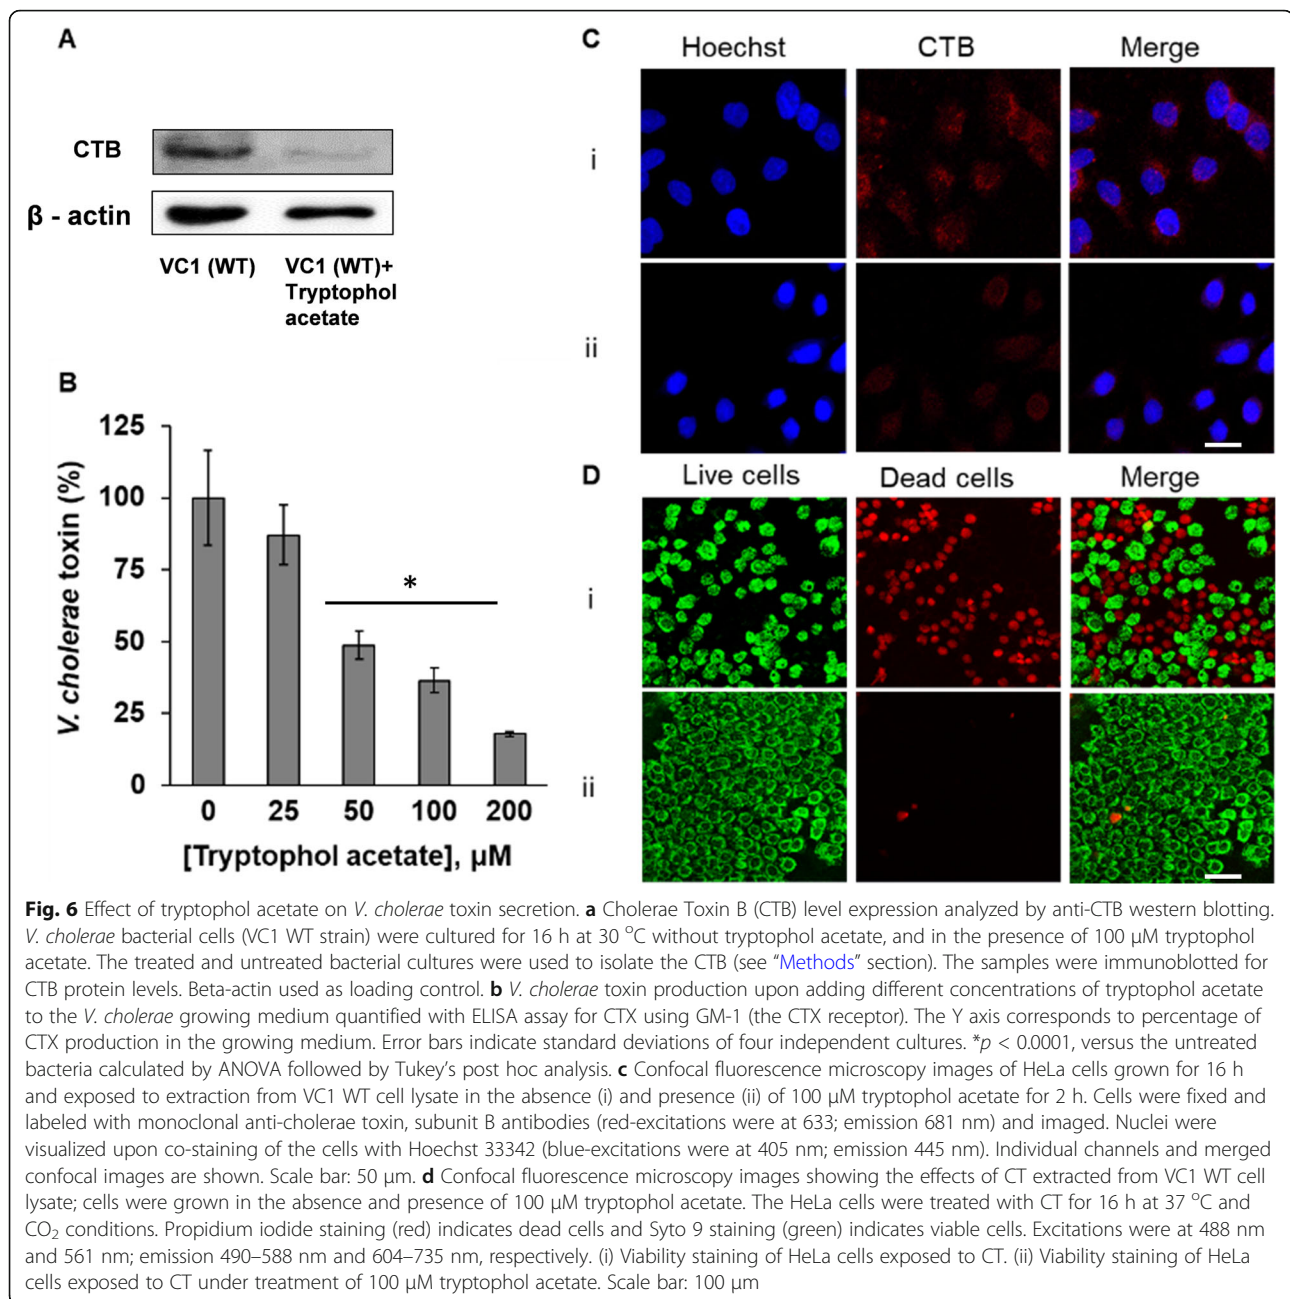 A
CTB
β - actin
VC1 (WT)
VC1 (WT)+
Tryptophol
acetate
B
V. cholerae toxin (%)
125
100
75
50
25
0
*
0 25 50 100 200
[Tryptophol acetate], µM
C
Hoechst CTB Merge
i
ii
D
Live cells Dead cells Merge
i
ii
Fig. 6 Effect of tryptophol acetate on V. cholerae toxin secretion. a Cholerae Toxin B (CTB) level expression analyzed by anti-CTB western blotting.
V. cholerae bacterial cells (VC1 WT strain) were cultured for 16 h at 30 °C without tryptophol acetate, and in the presence of 100 µM tryptophol
acetate. The treated and untreated bacterial cultures were used to isolate the CTB (see “Methods” section). The samples were immunoblotted for
CTB protein levels. Beta-actin used as loading control. b V. cholerae toxin production upon adding different concentrations of tryptophol acetate
to the V. cholerae growing medium quantified with ELISA assay for CTX using GM-1 (the CTX receptor). The Y axis corresponds to percentage of
CTX production in the growing medium. Error bars indicate standard deviations of four independent cultures. *p < 0.0001, versus the untreated
bacteria calculated by ANOVA followed by Tukey’s post hoc analysis. c Confocal fluorescence microscopy images of HeLa cells grown for 16 h
and exposed to extraction from VC1 WT cell lysate in the absence (i) and presence (ii) of 100 µM tryptophol acetate for 2 h. Cells were fixed and
labeled with monoclonal anti-cholerae toxin, subunit B antibodies (red-excitations were at 633; emission 681 nm) and imaged. Nuclei were
visualized upon co-staining of the cells with Hoechst 33342 (blue-excitations were at 405 nm; emission 445 nm). Individual channels and merged
confocal images are shown. Scale bar: 50 µm. d Confocal fluorescence microscopy images showing the effects of CT extracted from VC1 WT cell
lysate; cells were grown in the absence and presence of 100 µM tryptophol acetate. The HeLa cells were treated with CT for 16 h at 37 °C and
CO₂ conditions. Propidium iodide staining (red) indicates dead cells and Syto 9 staining (green) indicates viable cells. Excitations were at 488 nm
and 561 nm; emission 490–588 nm and 604–735 nm, respectively. (i) Viability staining of HeLa cells exposed to CT. (ii) Viability staining of HeLa
cells exposed to CT under treatment of 100 µM tryptophol acetate. Scale bar: 100 µm